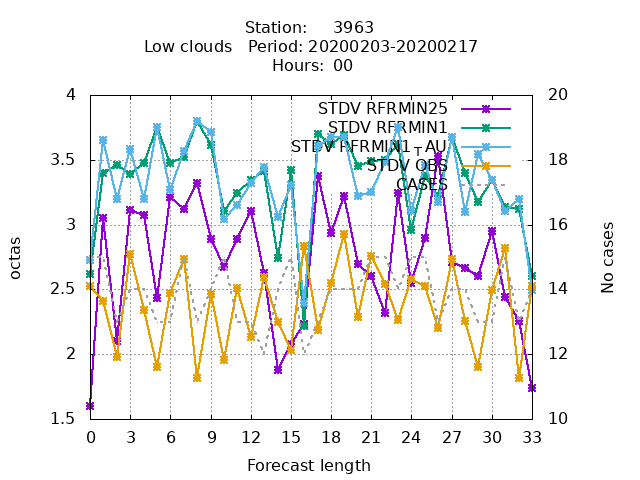 Station: 3963
Low clouds Period: 20200203-20200217
Hours: 00
4
3.5
3
2.5
2
1.5
20
18
16
14
12
10
octas
No cases
STDV RFRMIN25
STDV RFRMIN1
STDV RFRMIN1_AU
STDV OBS
CASES
0 3 6 9 12 15 18 21 24 27 30 33
Forecast length